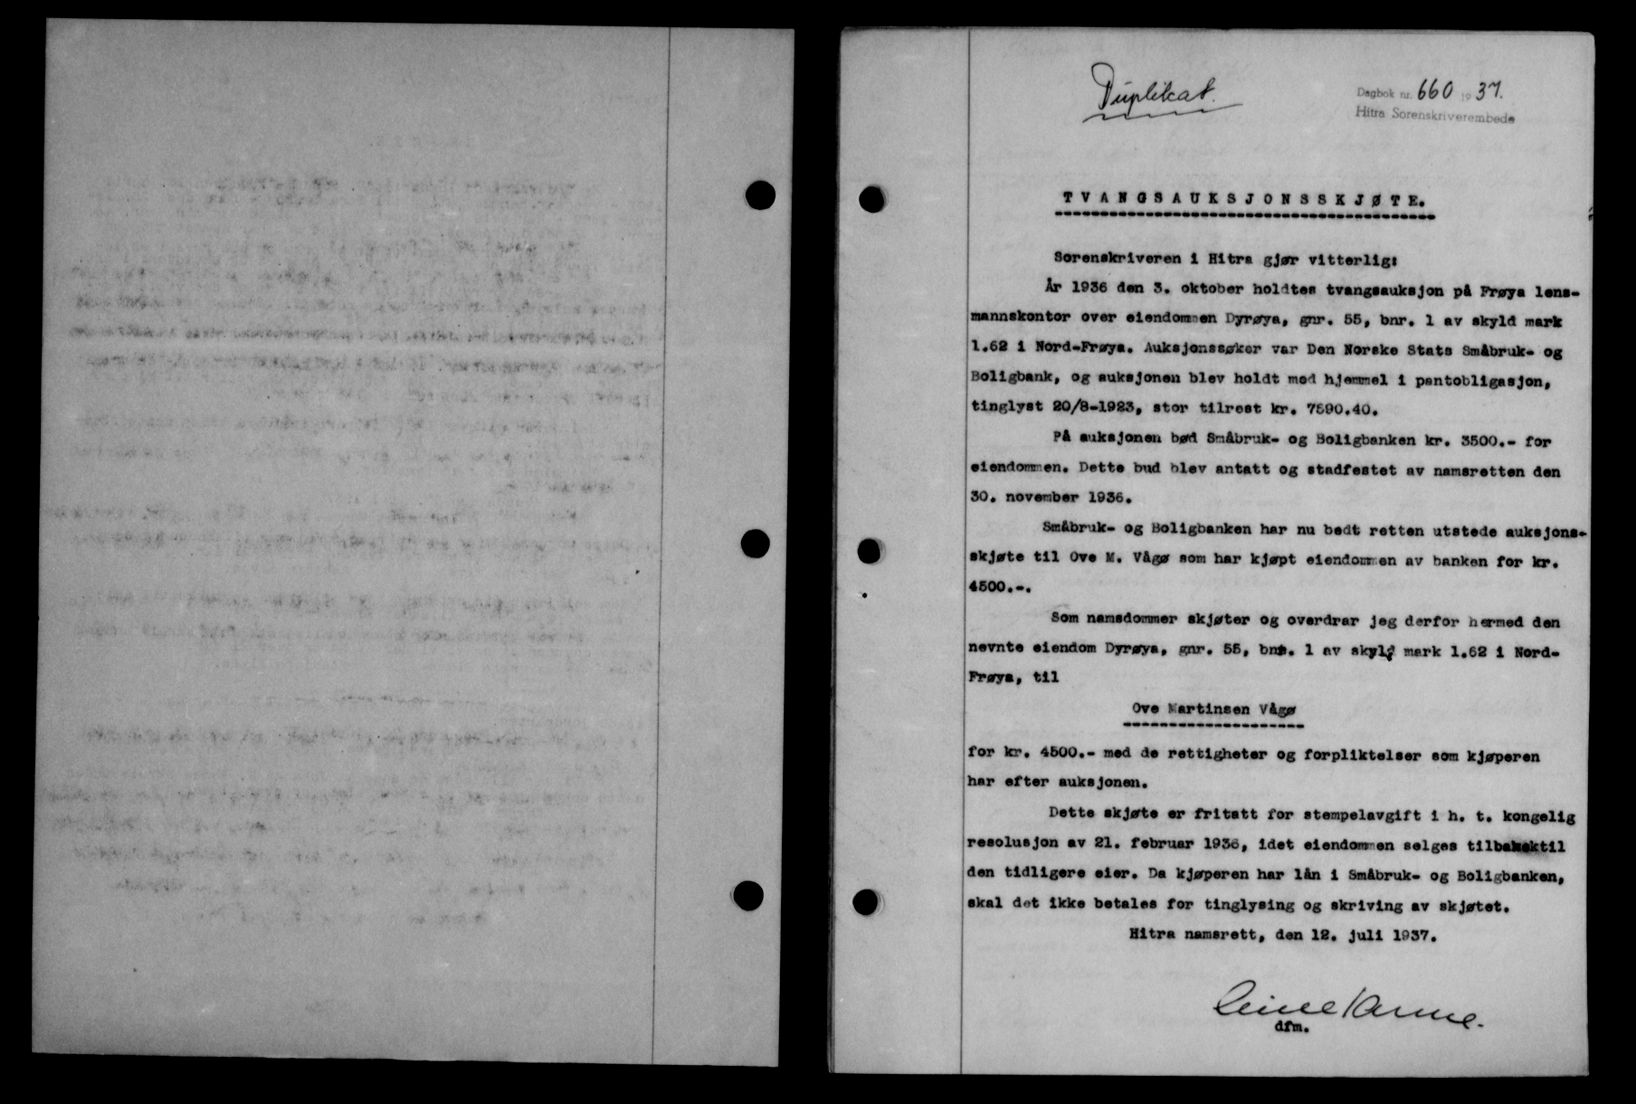 Duplikat.
Dagbok nr. 660 1937.
Hitra Sorenskriverembede
TVANGSAUKSJONSSKJØTE.
Sorenskriveren i Hitra gjør vitterlig:
År 1936 den 3. oktober holdtes tvangsauksjon på Frøya lens-
mannskontor over eiendommen Dyrøya, gnr. 55, bnr. 1 av skyld mark
1.62 i Nord-Frøya. Auksjonssøker var Den Norske Stats Småbruk- og
Boligbank, og auksjonen blev holdt med hjemmel i pantobligasjon,
tinglyst 20/8-1923, stor tilrest kr. 7590.40.
På auksjonen bød Småbruk- og Boligbanken kr. 3500.- for
eiendommen. Dette bud blev antatt og stadfestet av namsretten den
30. november 1936.
Småbruk- og Boligbanken har nu bedt retten utstede auksjons-
skjøte til Ove M. Vågø som har kjøpt eiendommen av banken for kr.
4500.-.
Som namsdommer skjøter og overdrar jeg derfor hermed den
nevnte eiendom Dyrøya, gnr. 55, bnr. 1 av skyld mark 1.62 i Nord-
Frøya, til
Ove Martinsen Vågø
for kr. 4500.- med de rettigheter og forpliktelser som kjøperen
har efter auksjonen.
Dette skjøte er fritatt for stempelavgift i h. t. kongelig
resolusjon av 21. februar 1936, idet eiendommen selges tilbake til
den tidligere eier. Da kjøperen har lån i Småbruk- og Boligbanken,
skal det ikke betales for tinglysing og skriving av skjøtet.
Hitra namsrett, den 12. juli 1937.
dfm.